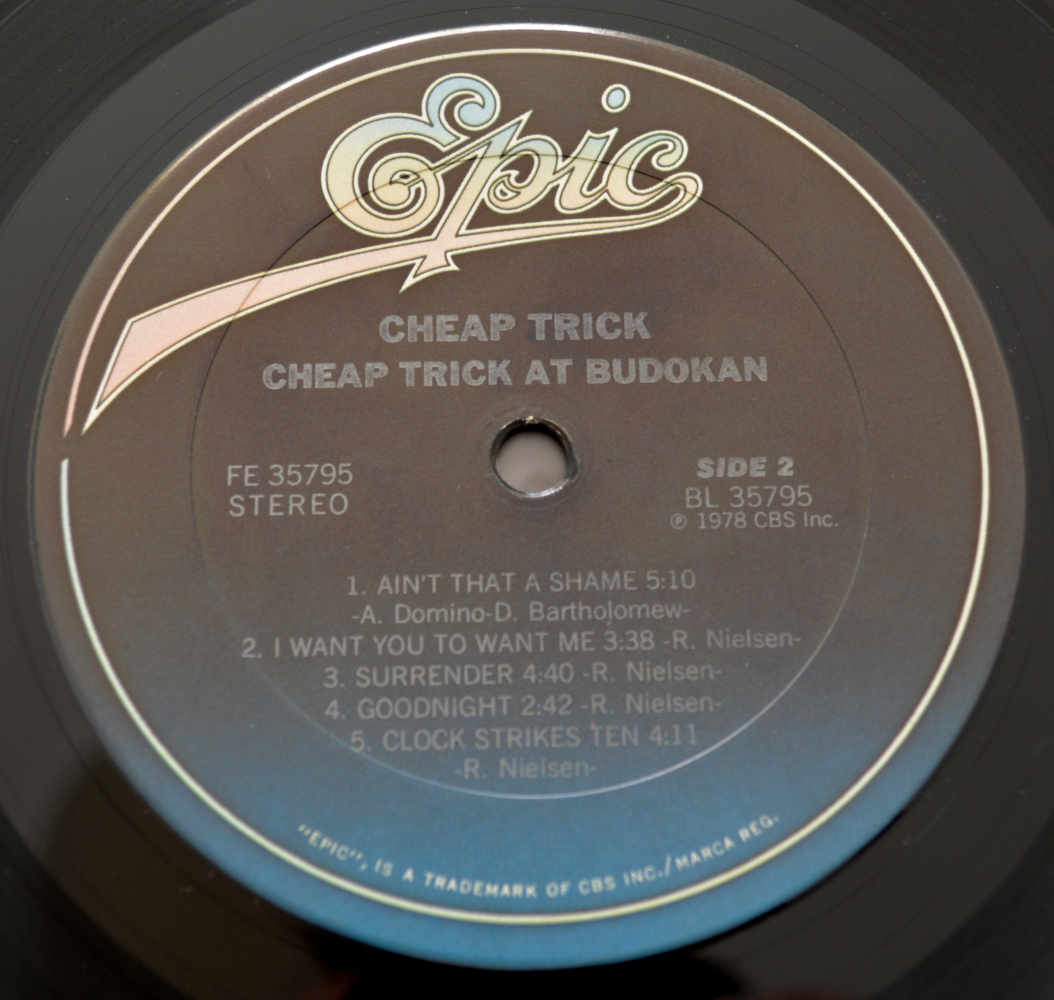 Epic
CHEAP TRICK
CHEAP TRICK AT BUDOKAN
FE 35795
STEREO
SIDE 2
BL 35795
℗ 1978 CBS Inc.
1. AIN'T THAT A SHAME 5:10
-A. Domino-D. Bartholomew-
2. I WANT YOU TO WANT ME 3:38 -R. Nielsen-
3. SURRENDER 4:40 -R. Nielsen-
4. GOODNIGHT 2:42 -R. Nielsen-
5. CLOCK STRIKES TEN 4:11
-R. Nielsen-
"EPIC", IS A TRADEMARK OF CBS INC./MARCA REG.